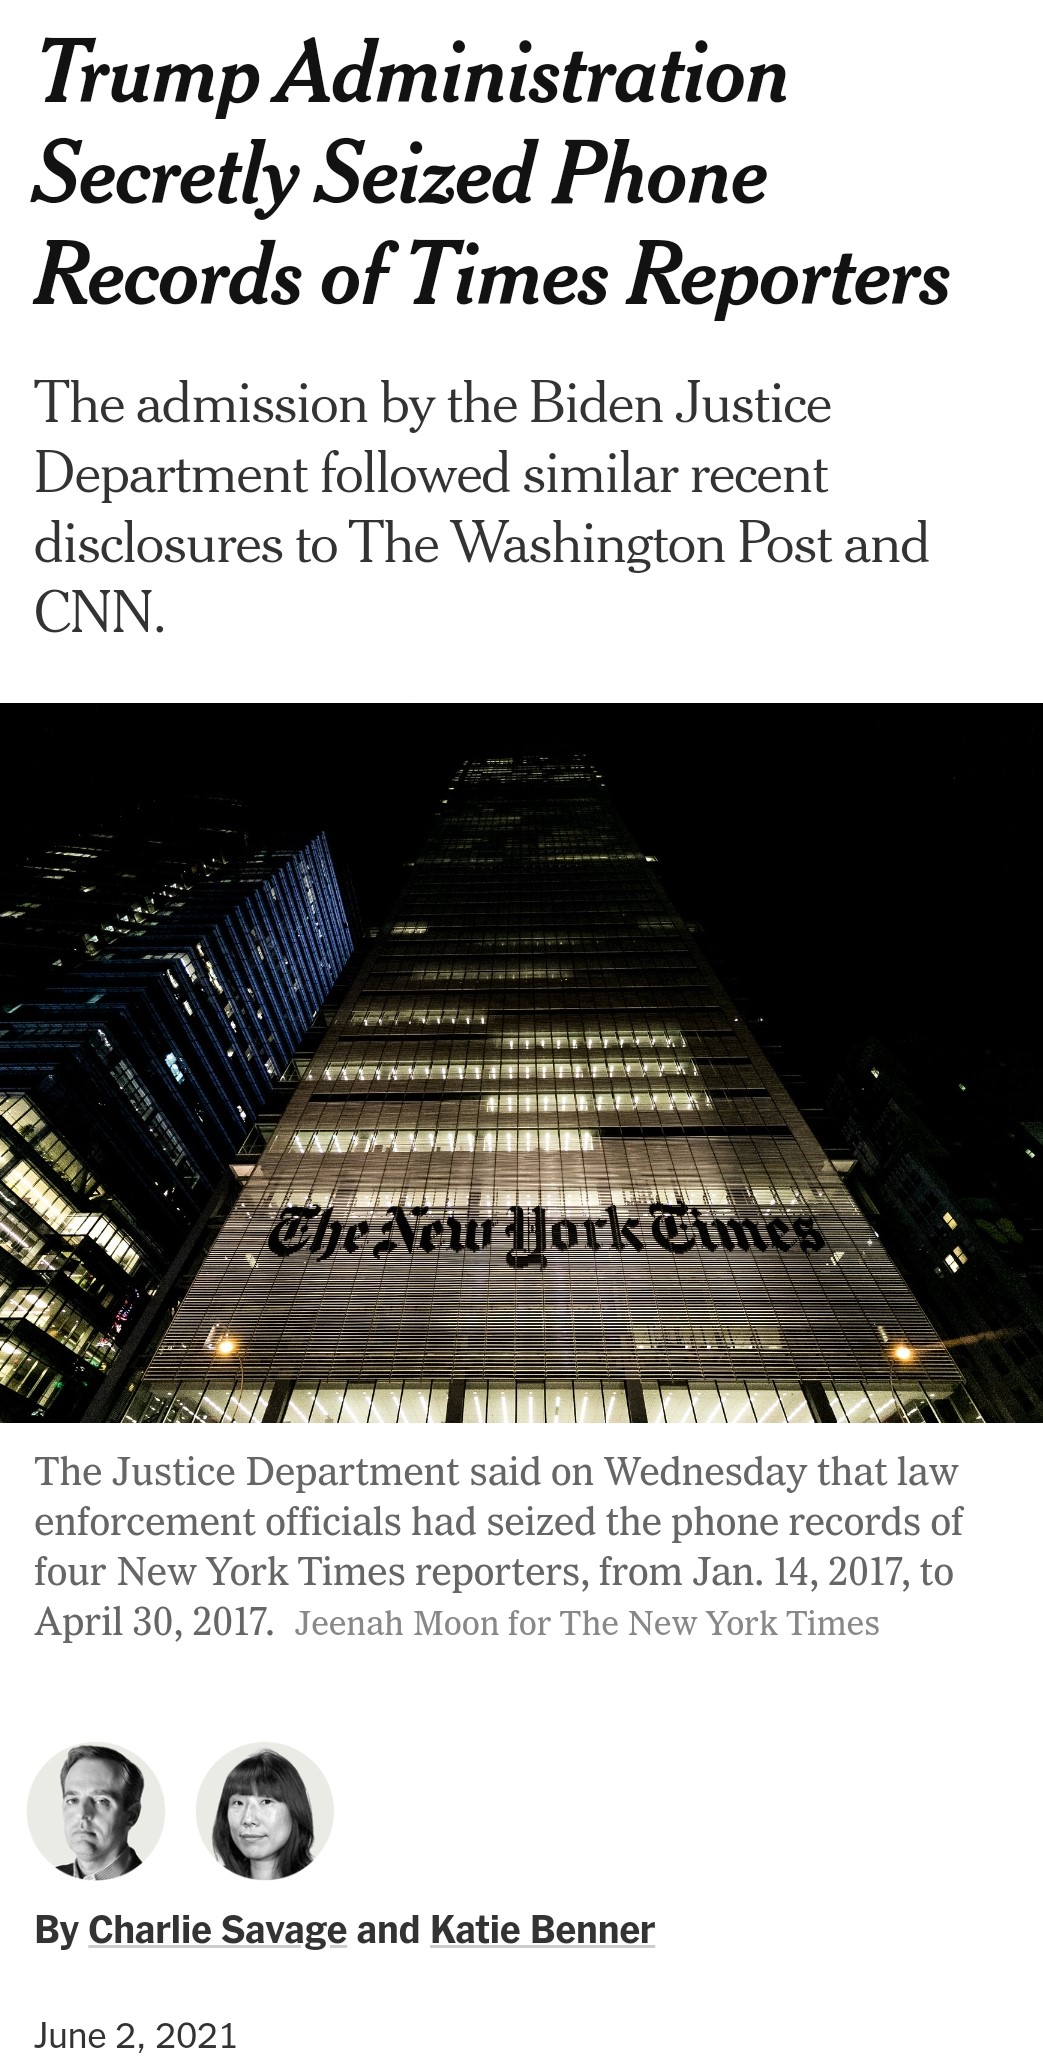 Trump Administration
Secretly Seized Phone
Records of Times Reporters
The admission by the Biden Justice
Department followed similar recent
disclosures to The Washington Post and
CNN.
The New York Times
The Justice Department said on Wednesday that law
enforcement officials had seized the phone records of
four New York Times reporters, from Jan. 14, 2017, to
April 30, 2017. Jeenah Moon for The New York Times
By Charlie Savage and Katie Benner
June 2, 2021